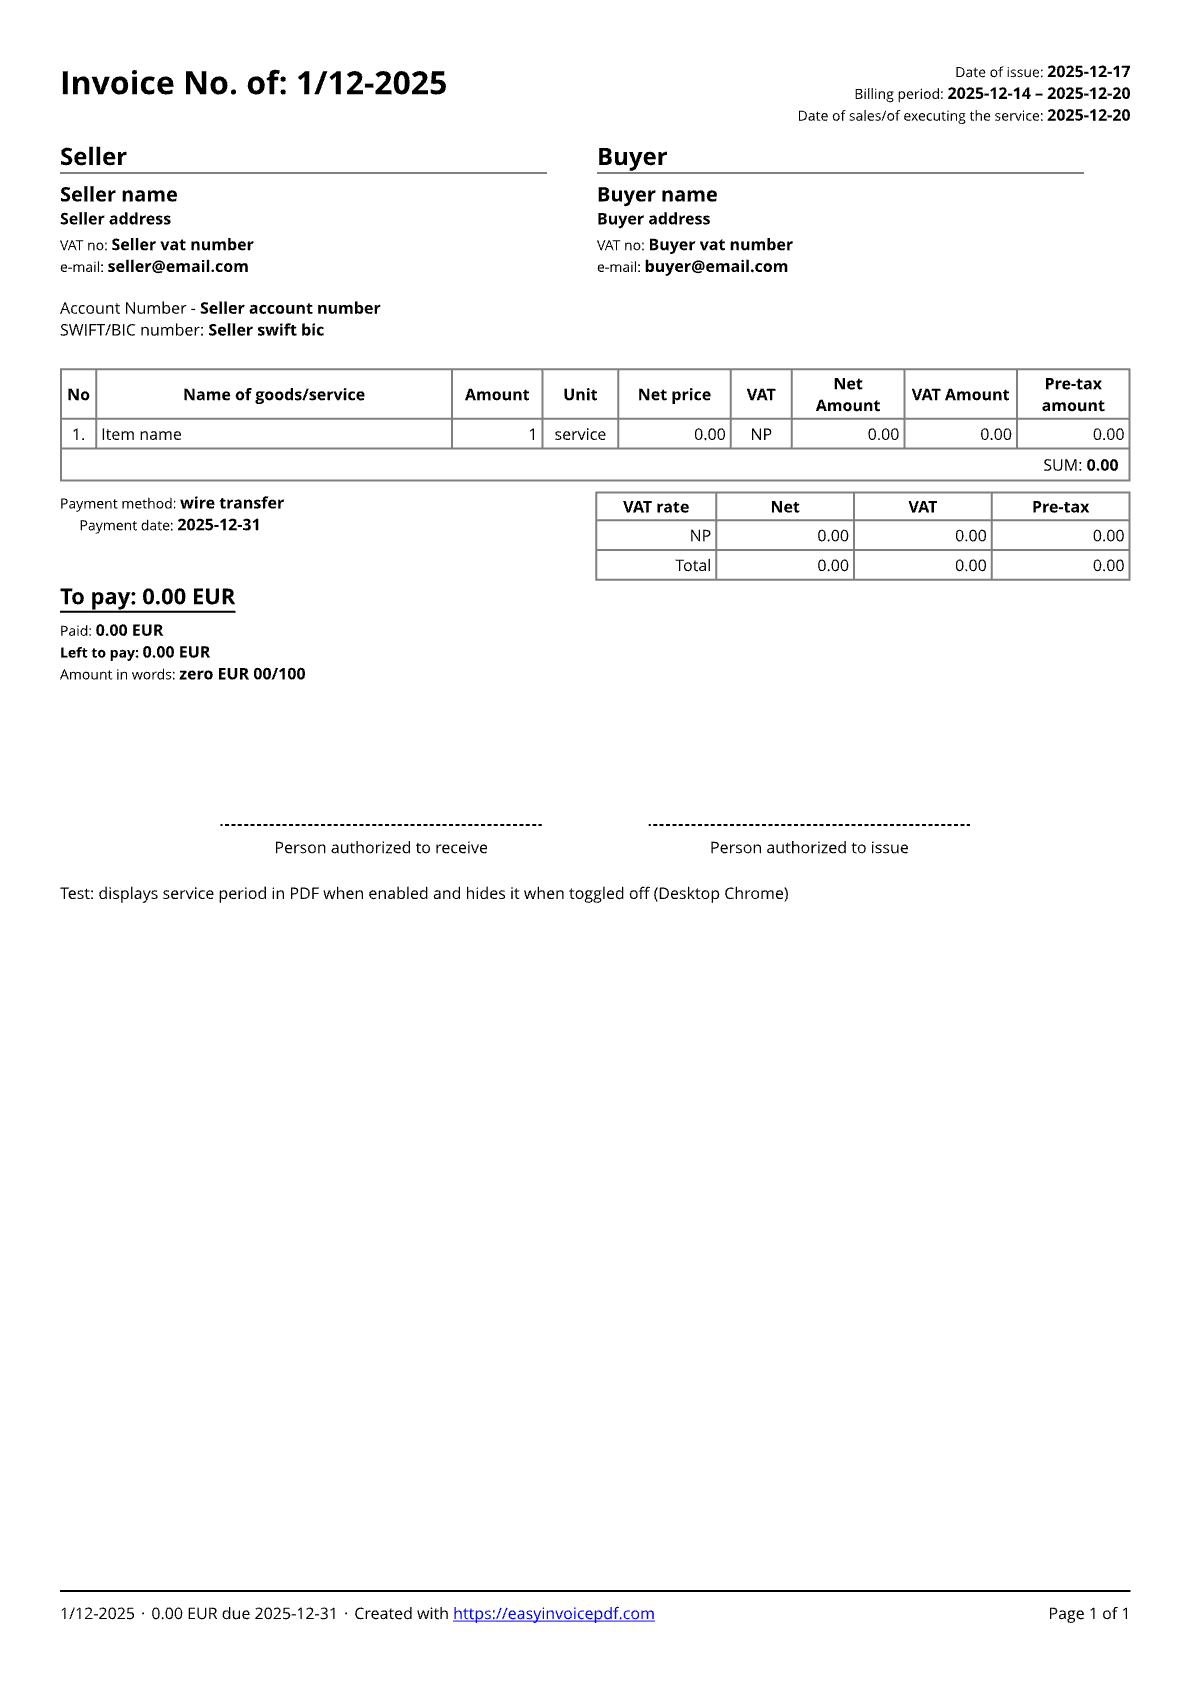 Invoice No. of: 1/12-2025
Date of issue: 2025-12-17
Billing period: 2025-12-14 – 2025-12-20
Date of sales/of executing the service: 2025-12-20
Seller
Seller name
Seller address
VAT no: Seller vat number
e-mail: seller@email.com
Account Number - Seller account number
SWIFT/BIC number: Seller swift bic
Buyer
Buyer name
Buyer address
VAT no: Buyer vat number
e-mail: buyer@email.com
No Name of goods/service Amount Unit Net price VAT Net Amount VAT Amount Pre-tax amount
1. Item name 1 service 0.00 NP 0.00 0.00 0.00
SUM: 0.00
Payment method: wire transfer
Payment date: 2025-12-31
VAT rate Net VAT Pre-tax
NP 0.00 0.00 0.00
Total 0.00 0.00 0.00
To pay: 0.00 EUR
Paid: 0.00 EUR
Left to pay: 0.00 EUR
Amount in words: zero EUR 00/100
Person authorized to receive
Person authorized to issue
Test: displays service period in PDF when enabled and hides it when toggled off (Desktop Chrome)
1/12-2025 · 0.00 EUR due 2025-12-31 · Created with https://easyinvoicepdf.com
Page 1 of 1